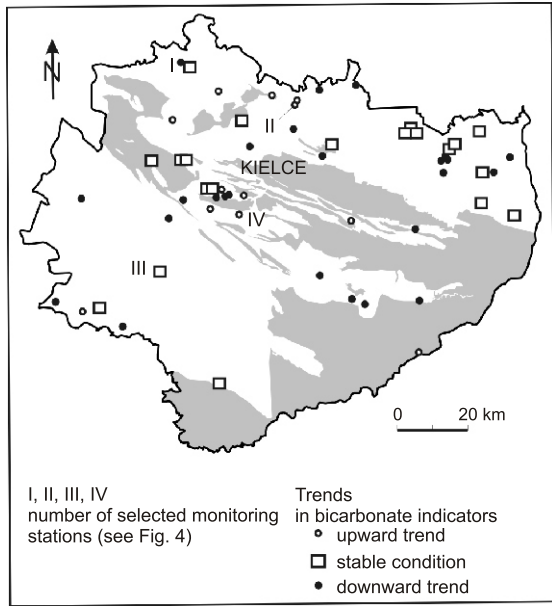 N
I
II
KIELCE
IV
III
0 20 km
I, II, III, IV
number of selected monitoring
stations (see Fig. 4)
Trends
in bicarbonate indicators
upward trend
stable condition
downward trend